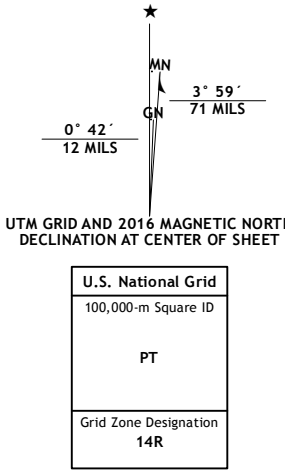 ★
MN
3° 59´
71 MILS
GN
0° 42´
12 MILS
UTM GRID AND 2016 MAGNETIC NORTH
DECLINATION AT CENTER OF SHEET
U.S. National Grid
100,000-m Square ID
PT
Grid Zone Designation
14R